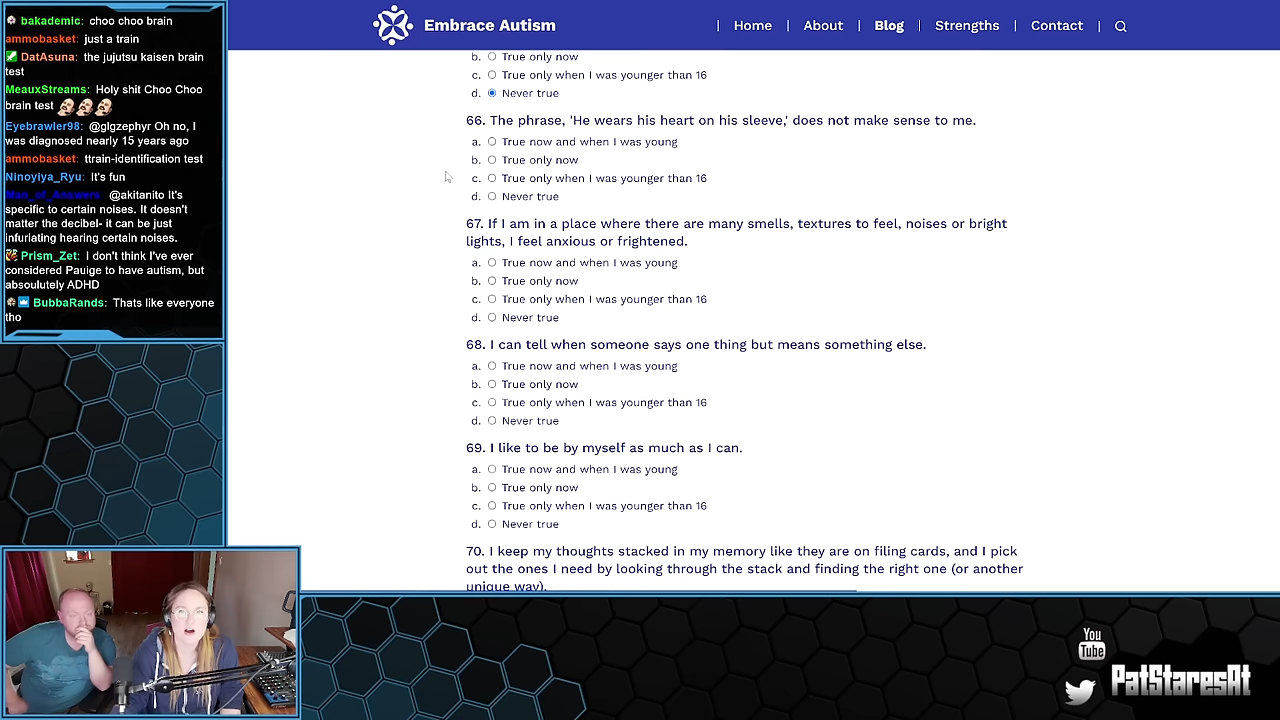 bakademic: choo choo brain
ammobasket: just a train
DatAsuna: the jujutsu kaisen brain
test
MeauxStreams: Holy shit Choo Choo
brain test
Eyebrawler98: @glgzephyr Oh no, I
was diagnosed nearly 15 years ago
ammobasket: ttrain-identification test
Ninoyiya_Ryu: It's fun
Man_of_Answers @akitanito It's
specific to certain noises. It doesn't
matter the decibel- it can be just
infuriating hearing certain noises.
Prism_Zet: I don't think I've ever
considered Pauige to have autism, but
absoulutely ADHD
BubbaRands: Thats like everyone
tho
Embrace Autism
| Home | About | Blog | Strengths | Contact |
b. True only now
c. True only when I was younger than 16
d. Never true
66. The phrase, 'He wears his heart on his sleeve,' does not make sense to me.
a. True now and when I was young
b. True only now
c. True only when I was younger than 16
d. Never true
67. If I am in a place where there are many smells, textures to feel, noises or bright
lights, I feel anxious or frightened.
a. True now and when I was young
b. True only now
c. True only when I was younger than 16
d. Never true
68. I can tell when someone says one thing but means something else.
a. True now and when I was young
b. True only now
c. True only when I was younger than 16
d. Never true
69. I like to be by myself as much as I can.
a. True now and when I was young
b. True only now
c. True only when I was younger than 16
d. Never true
70. I keep my thoughts stacked in my memory like they are on filing cards, and I pick
out the ones I need by looking through the stack and finding the right one (or another
unique way).
You
Tube
PatStaresAt